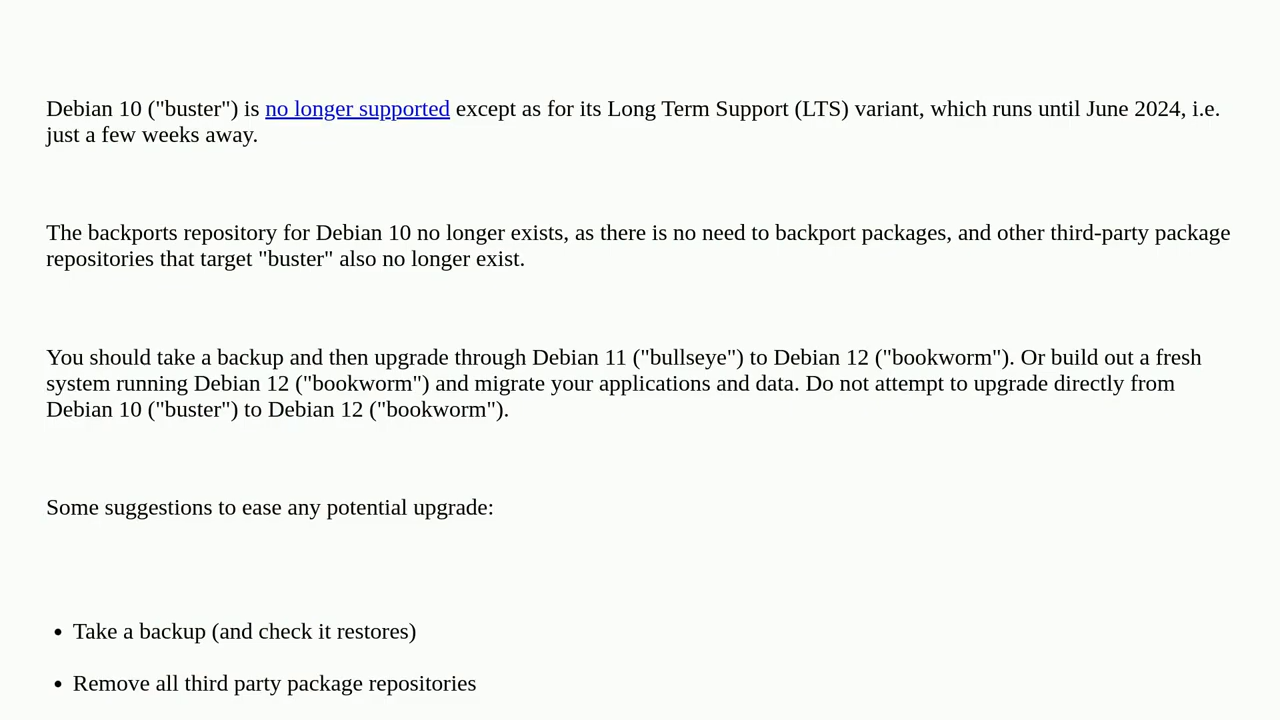 Debian 10 ("buster") is no longer supported except as for its Long Term Support (LTS) variant, which runs until June 2024, i.e.
just a few weeks away.
The backports repository for Debian 10 no longer exists, as there is no need to backport packages, and other third-party package
repositories that target "buster" also no longer exist.
You should take a backup and then upgrade through Debian 11 ("bullseye") to Debian 12 ("bookworm"). Or build out a fresh
system running Debian 12 ("bookworm") and migrate your applications and data. Do not attempt to upgrade directly from
Debian 10 ("buster") to Debian 12 ("bookworm").
Some suggestions to ease any potential upgrade:
• Take a backup (and check it restores)
• Remove all third party package repositories